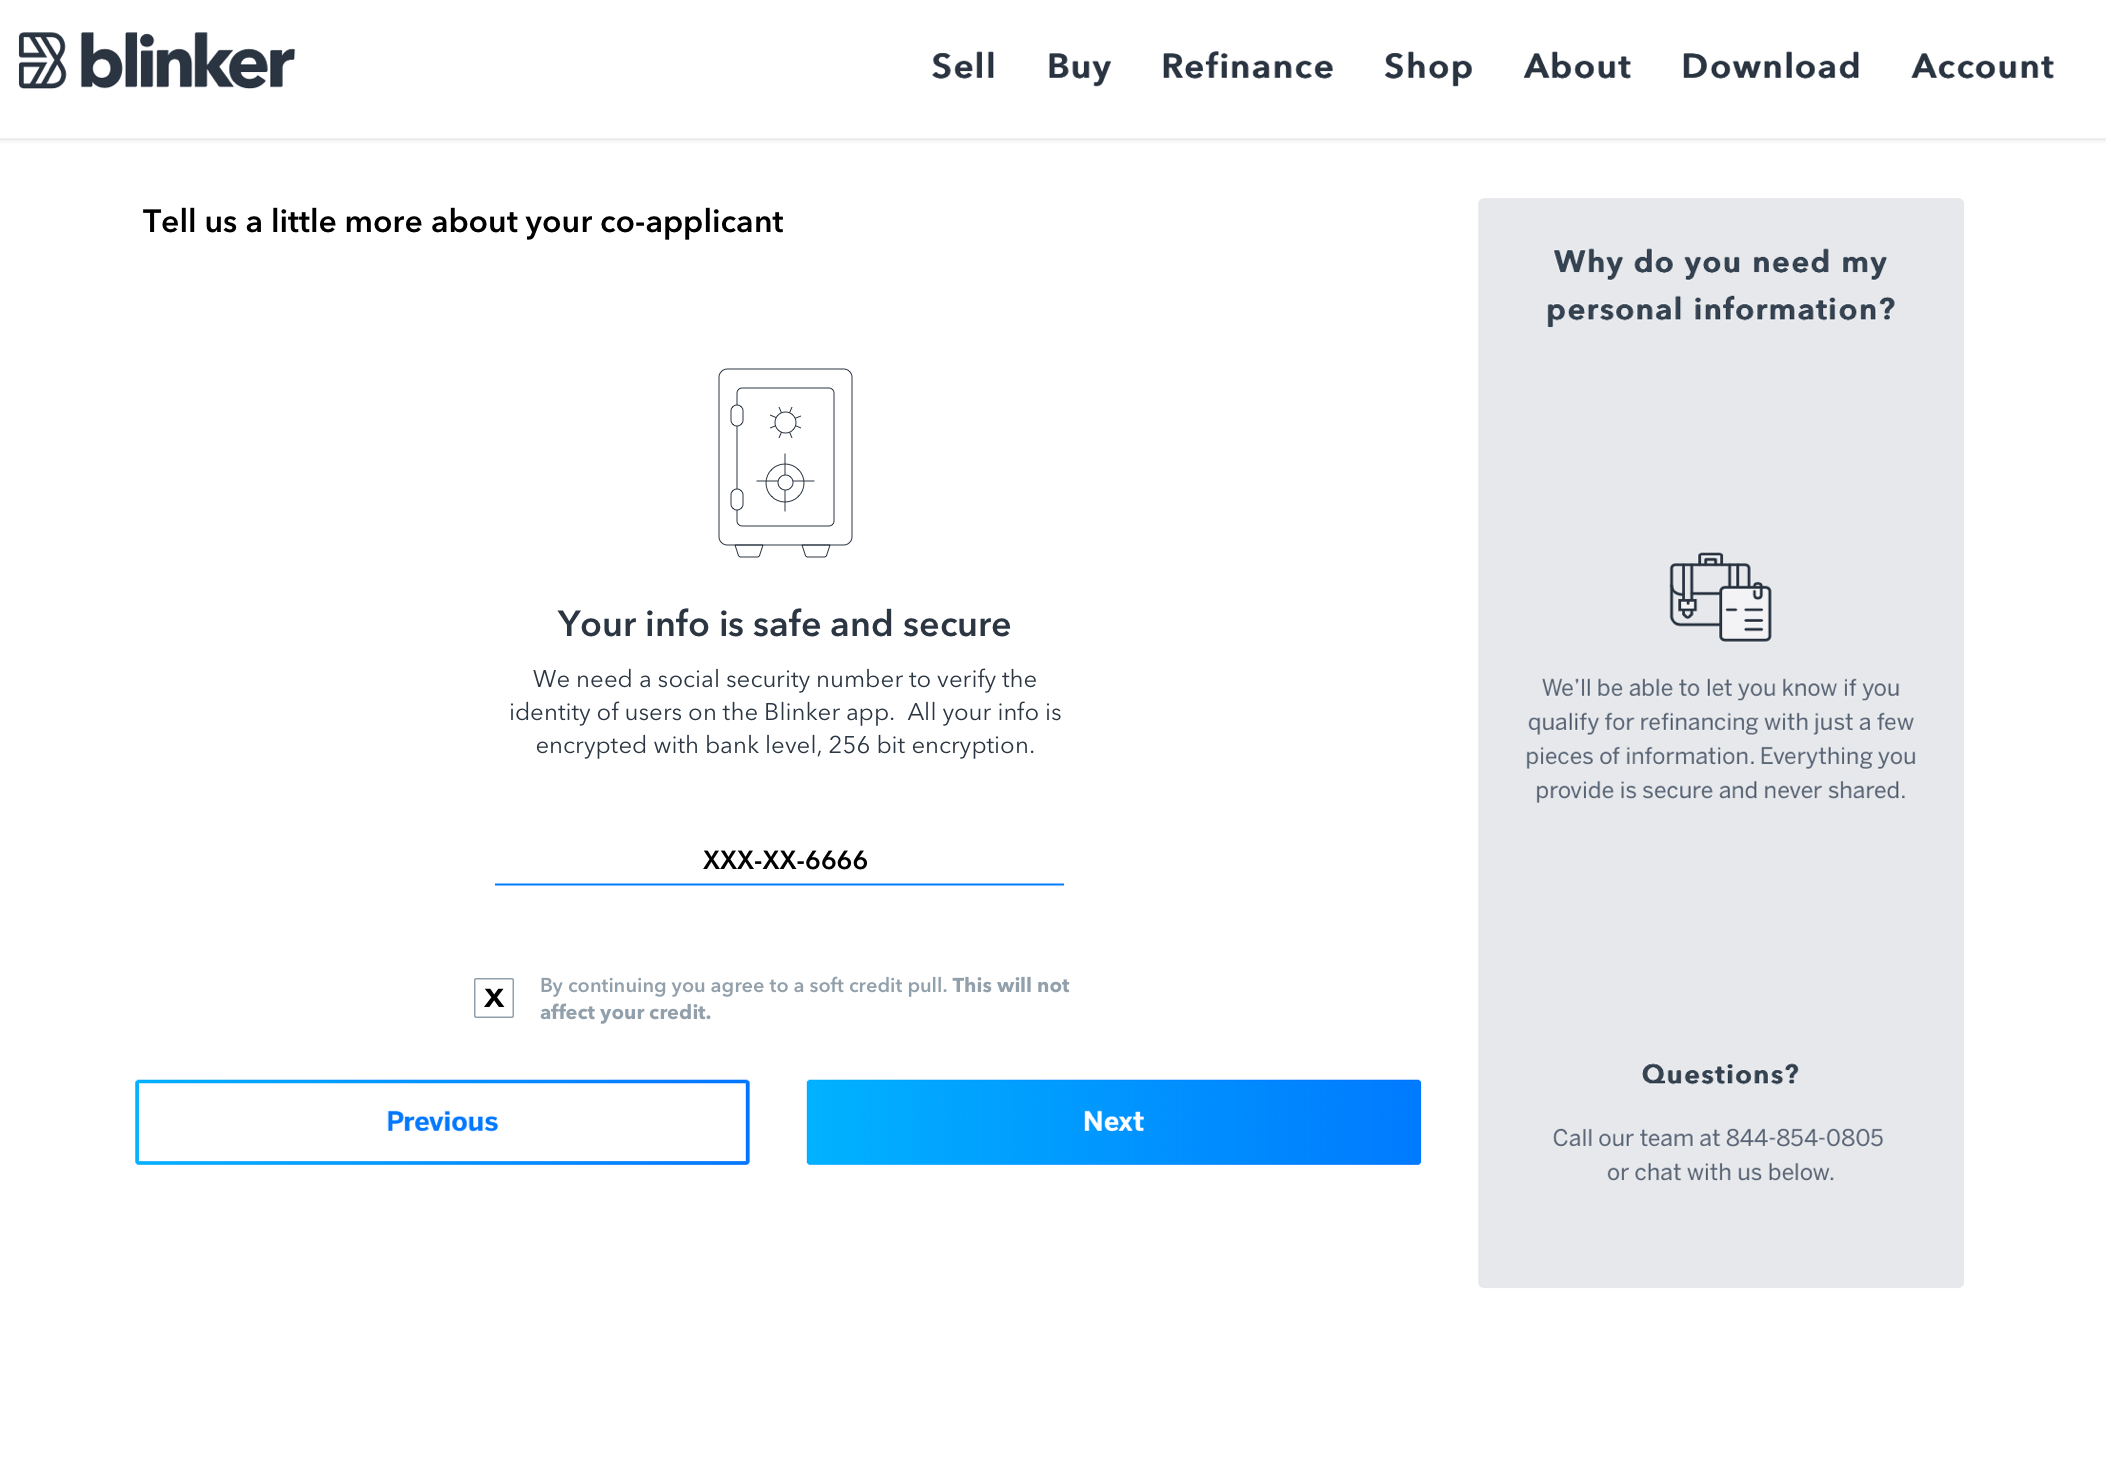 blinker
Sell Buy Refinance Shop About Download Account
Tell us a little more about your co-applicant
Your info is safe and secure
We need a social security number to verify the
identity of users on the Blinker app.  All your info is
encrypted with bank level, 256 bit encryption.
XXX-XX-6666
X
By continuing you agree to a soft credit pull. This will not
affect your credit.
Previous
Next
Why do you need my
personal information?
We'll be able to let you know if you
qualify for refinancing with just a few
pieces of information. Everything you
provide is secure and never shared.
Questions?
Call our team at 844-854-0805
or chat with us below.